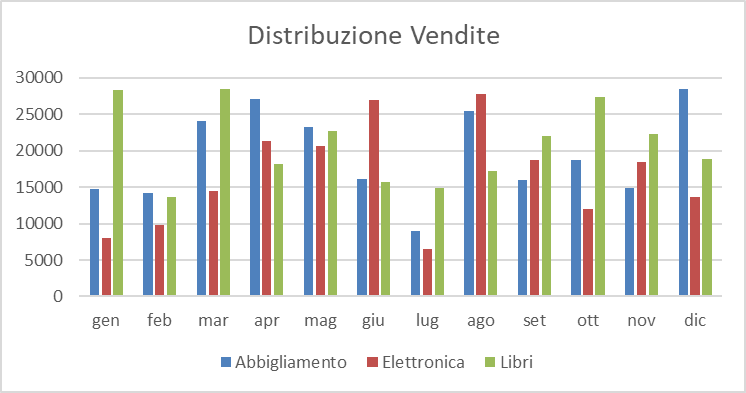 Distribuzione Vendite
30000
25000
20000
15000
10000
5000
0
gen feb mar apr mag giu lug ago set ott nov dic
Abbigliamento Elettronica Libri